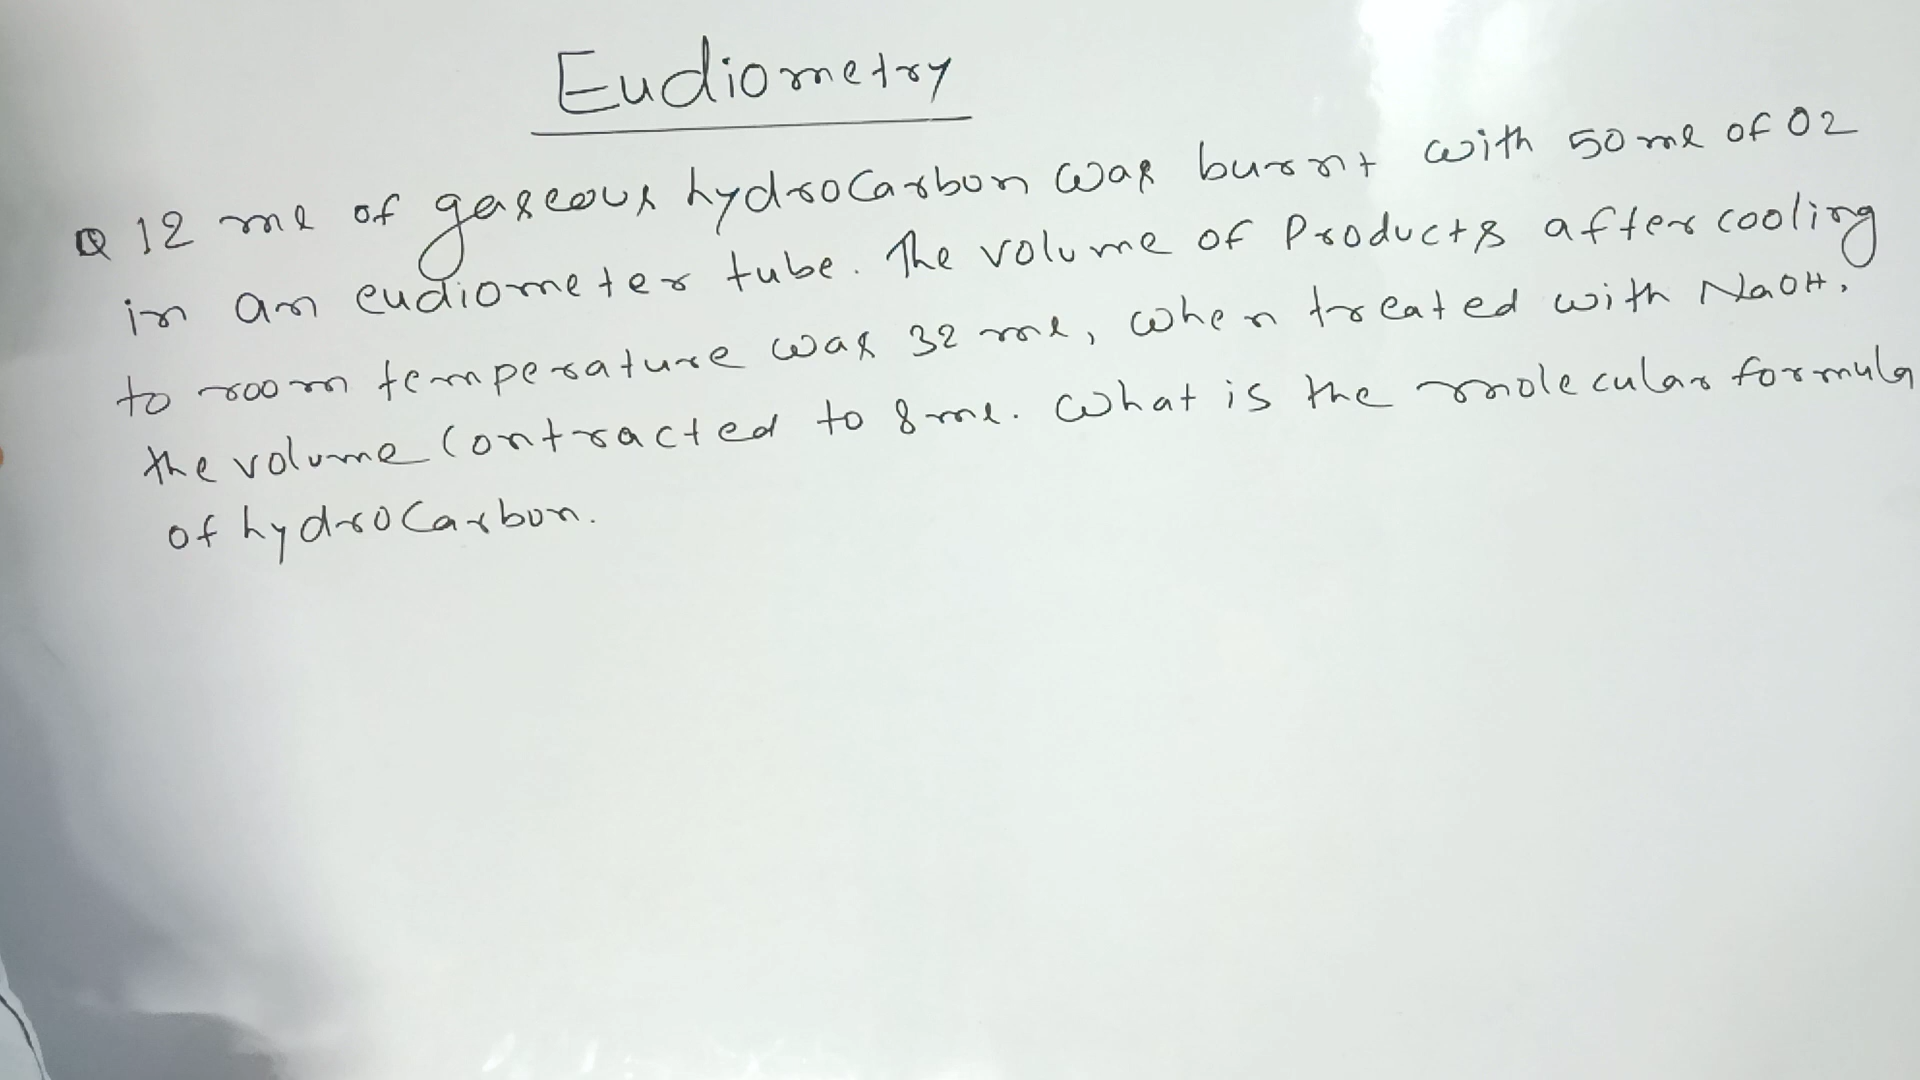 Eudiometry
Q 12 ml of gaseous hydrocarbon was burnt with 50 ml of O2
in an eudiometer tube. The volume of Products after cooling
to room temperature was 32 ml, when treated with NaOH,
the volume contracted to 8 ml. What is the molecular formula
of hydrocarbon.